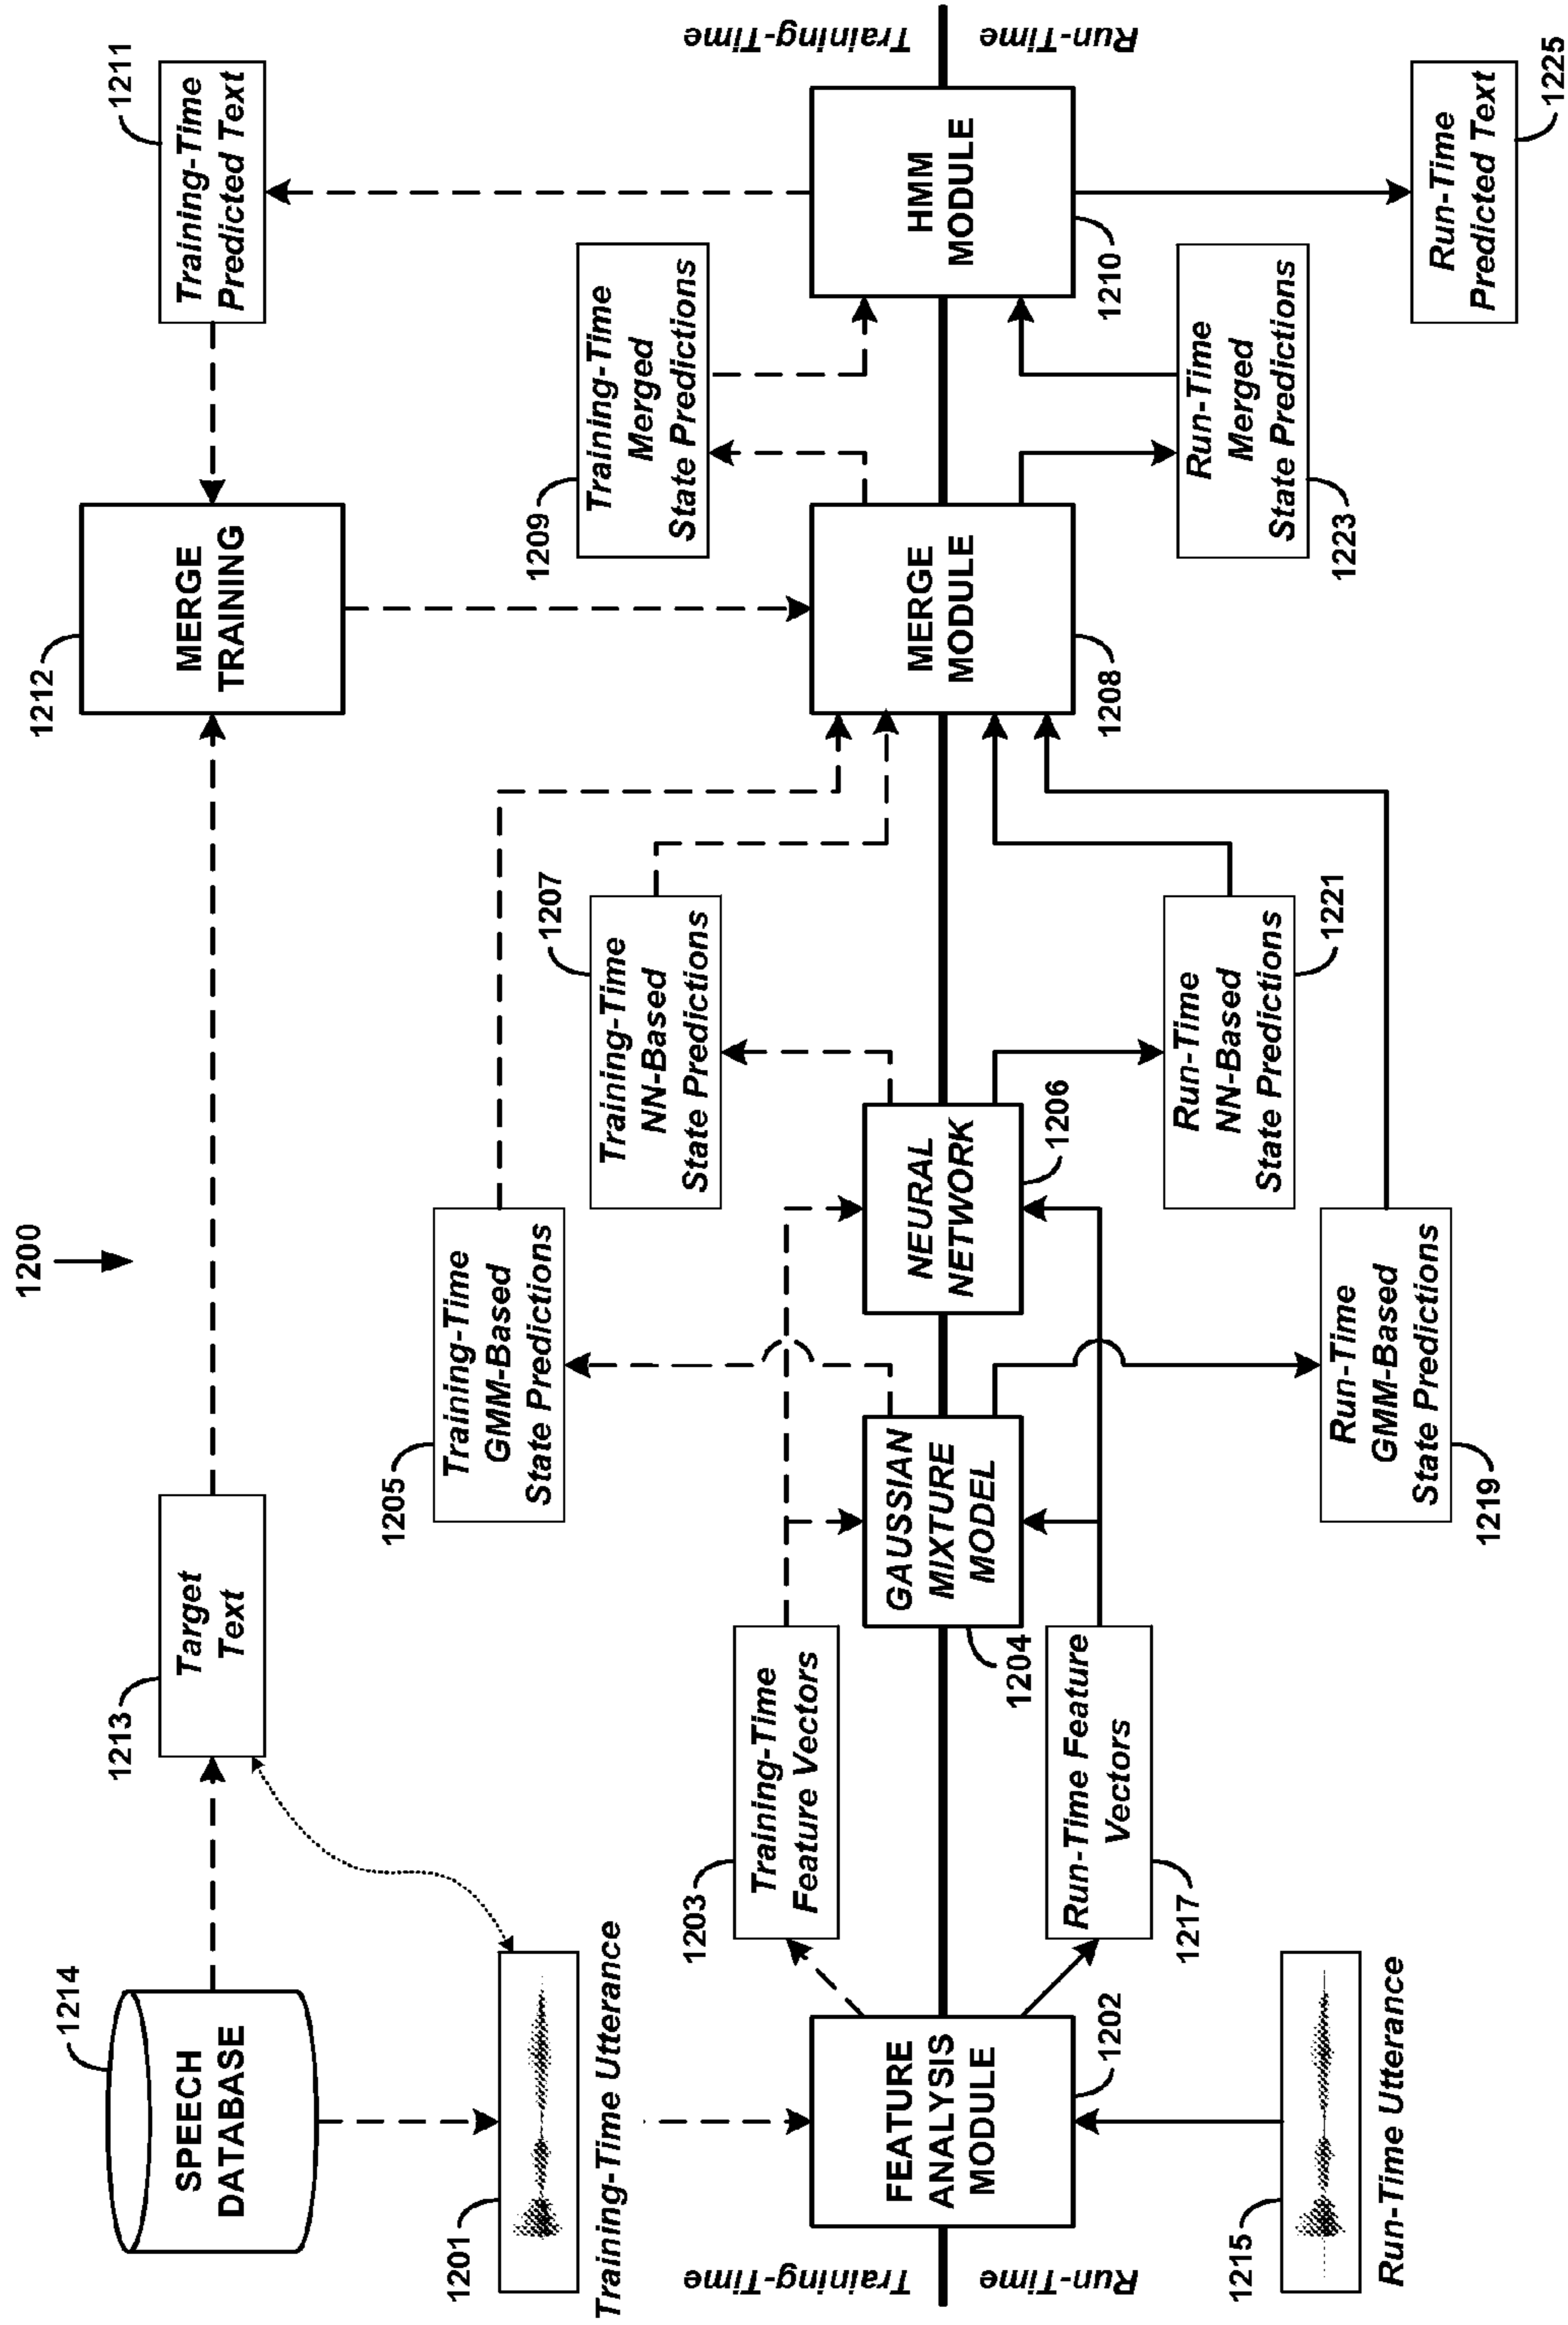 1200
1214
SPEECH
DATABASE
1213
Target
Text
1212
MERGE
TRAINING
1211
Training-Time
Predicted Text
1201
Training-Time Utterance
1205
Training-Time
GMM-Based
State Predictions
1207
Training-Time
NN-Based
State Predictions
1209
Training-Time
Merged
State Predictions
1203
Training-Time
Feature Vectors
Training-Time
Run-Time
FEATURE
ANALYSIS
MODULE
1202
GAUSSIAN
MIXTURE
MODEL
1204
NEURAL
NETWORK
1206
MERGE
MODULE
1208
HMM
MODULE
1210
Training-Time
Run-Time
Run-Time Feature
Vectors
1217
Run-Time
NN-Based
State Predictions
1221
Run-Time
Merged
State Predictions
1223
1215
Run-Time Utterance
Run-Time
GMM-Based
State Predictions
1219
Run-Time
Predicted Text
1225